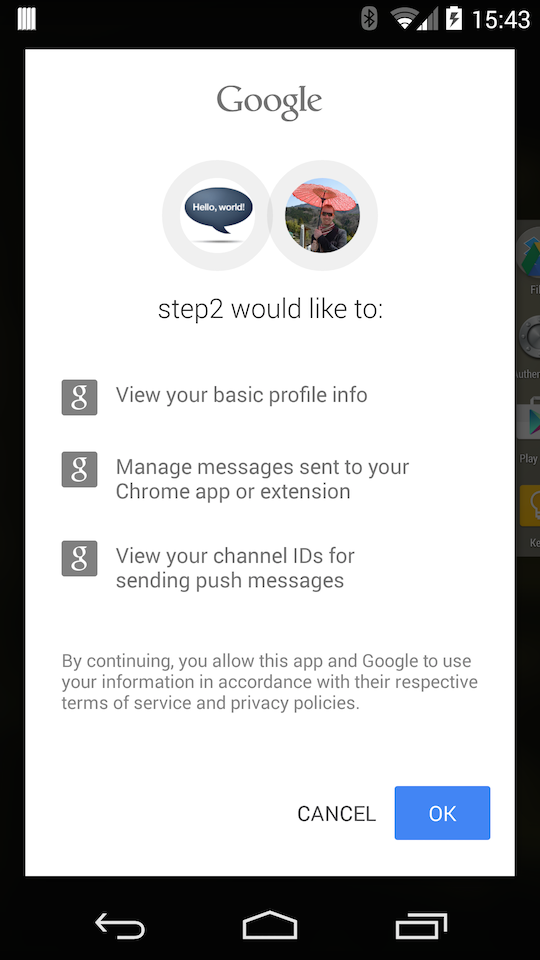 15:43
Google
Hello, world!
step2 would like to:
g
View your basic profile info
g
Manage messages sent to your
Chrome app or extension
g
View your channel IDs for
sending push messages
By continuing, you allow this app and Google to use
your information in accordance with their respective
terms of service and privacy policies.
CANCEL
OK
Fil
uthen
Play
Ke